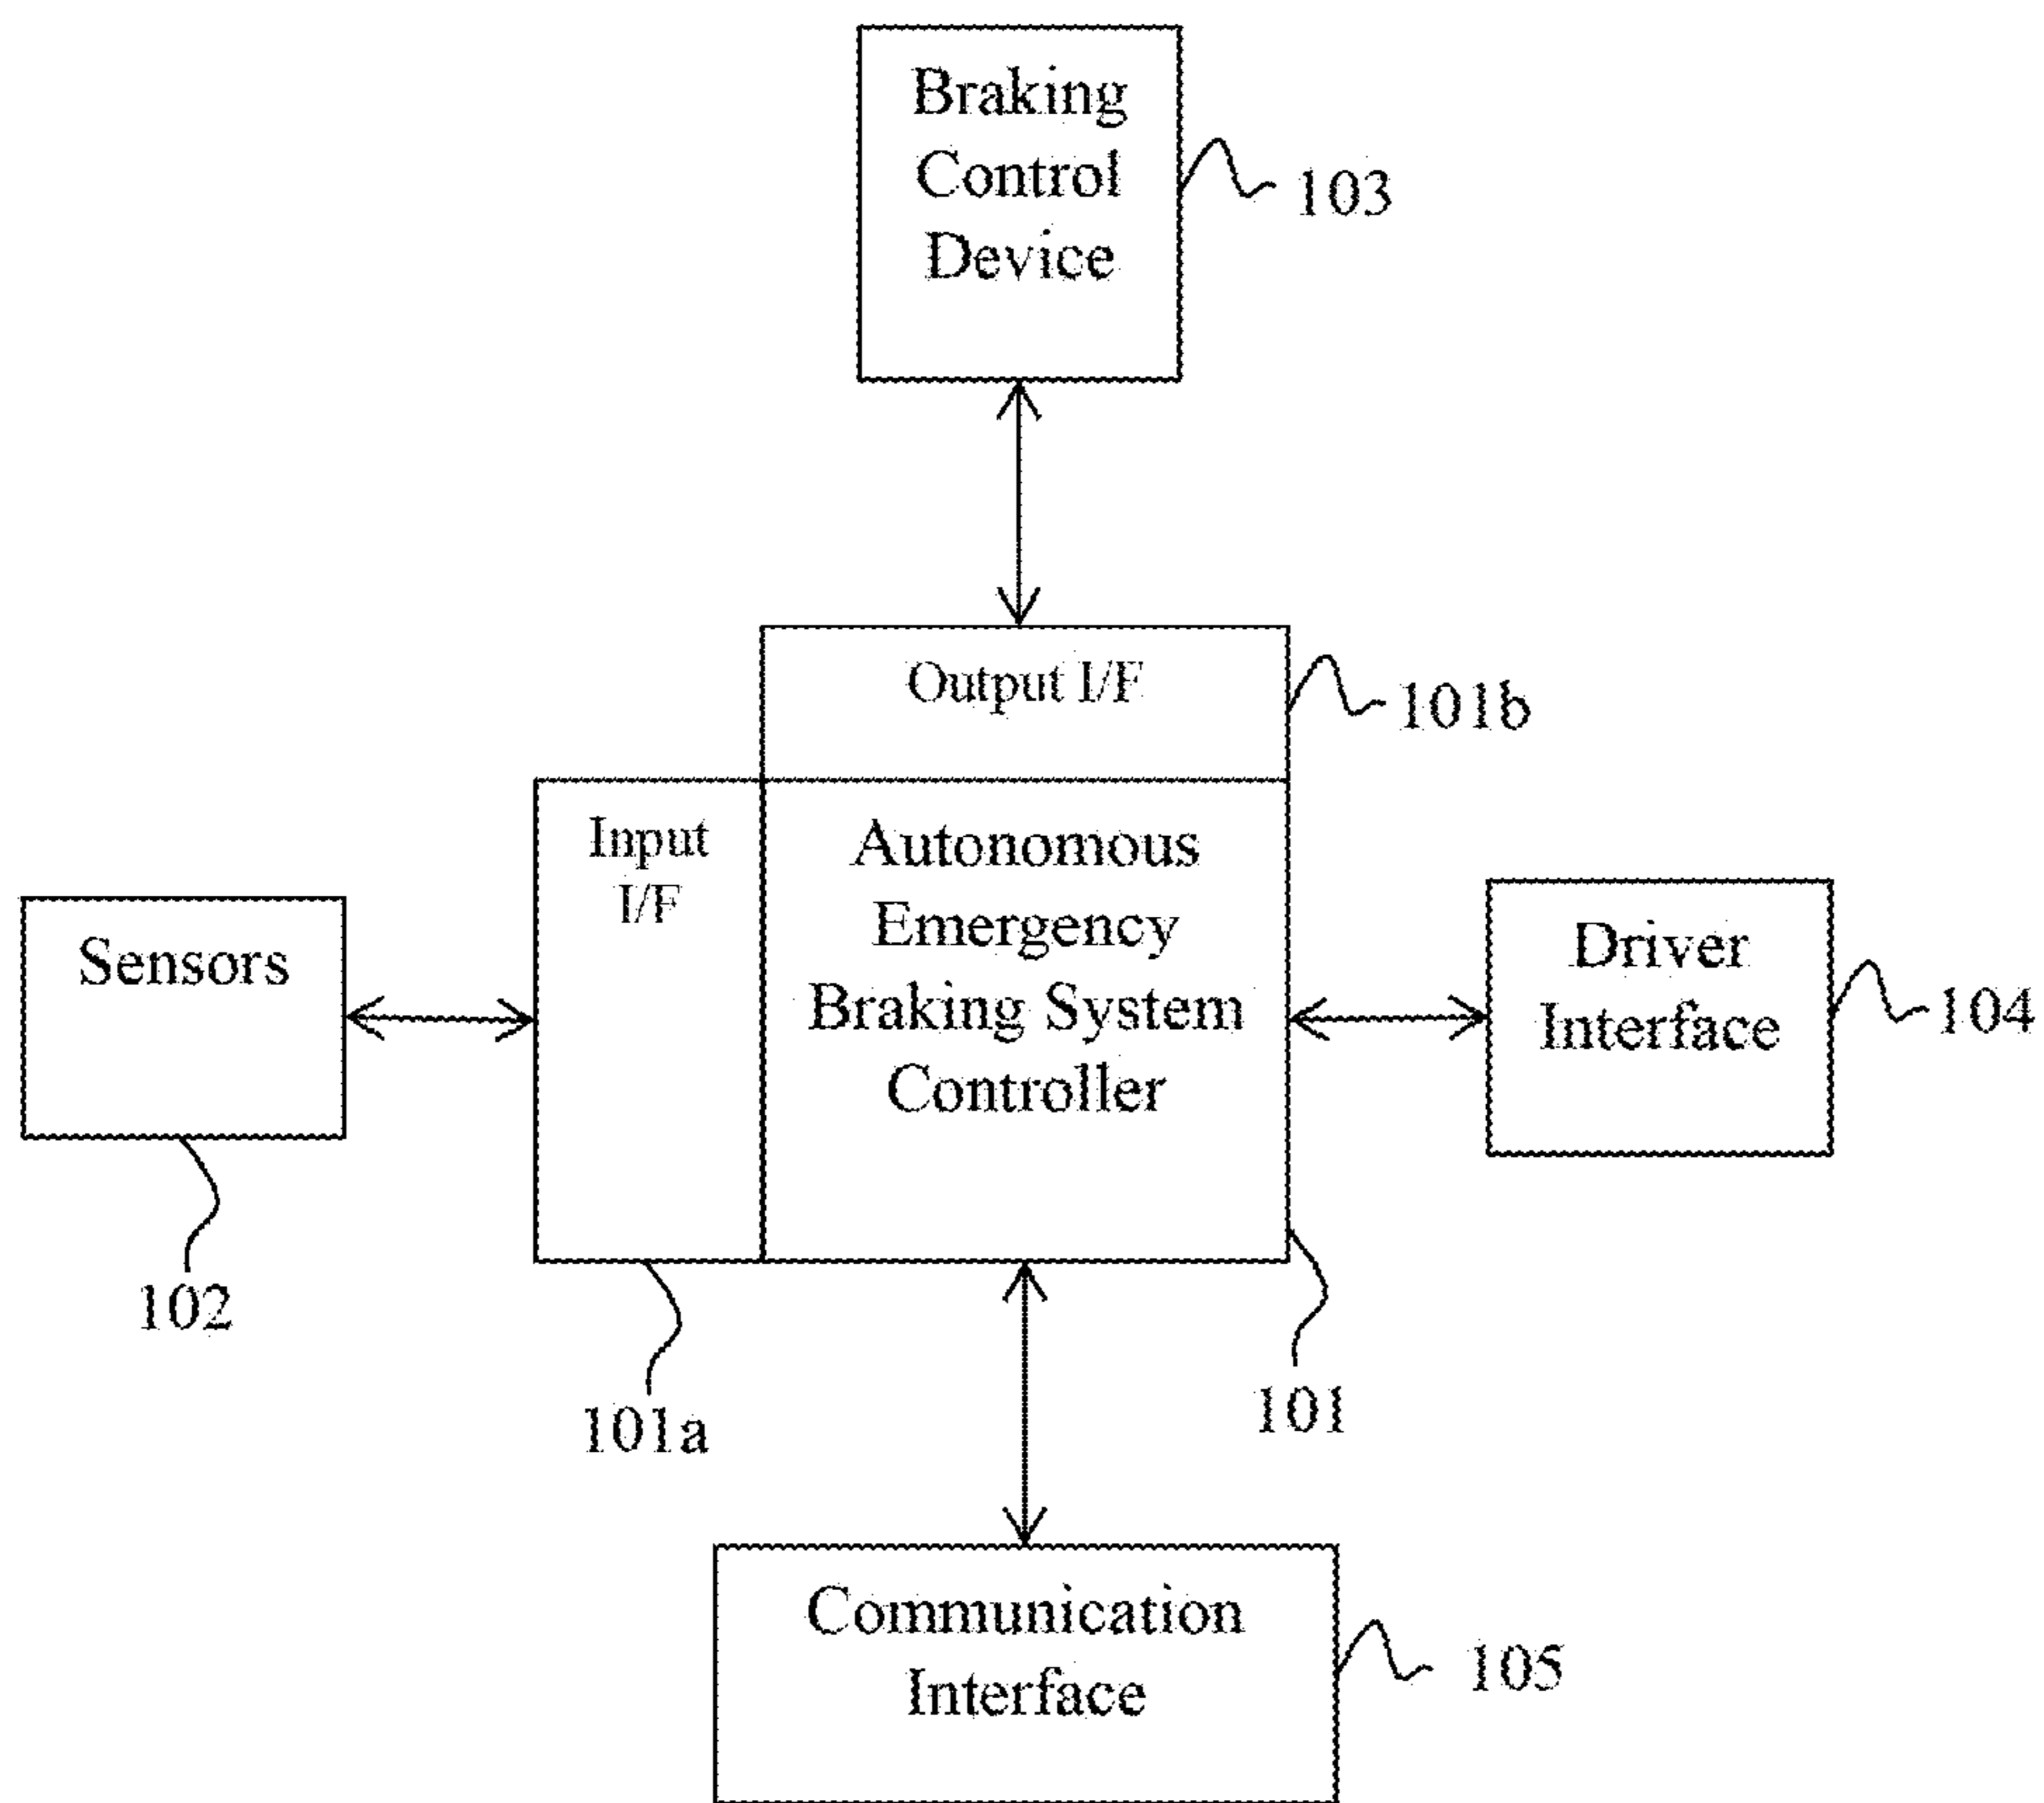 Braking
Control
Device
103
Output I/F
101b
Input
I/F
Autonomous
Emergency
Braking System
Controller
Sensors
Driver
Interface
104
102
101a
101
Communication
Interface
105